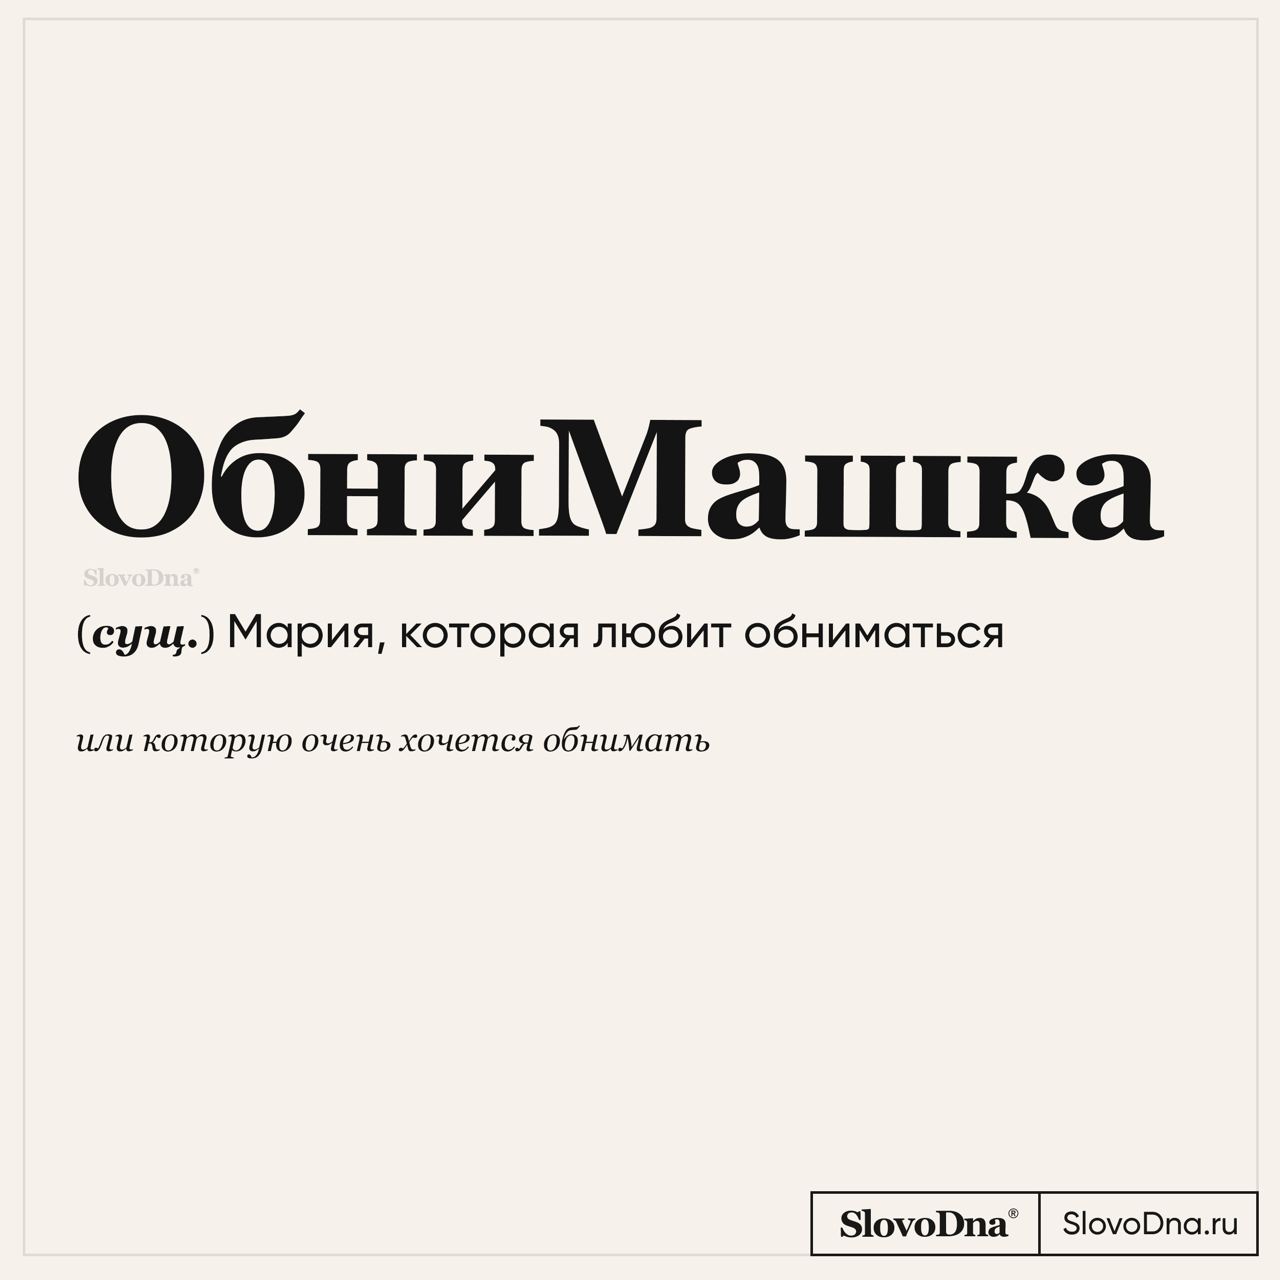 ОбниМашка
SlovoDna®
(сущ.) Мария, которая любит обниматься
или которую очень хочется обнимать
SlovoDna® SlovoDna.ru